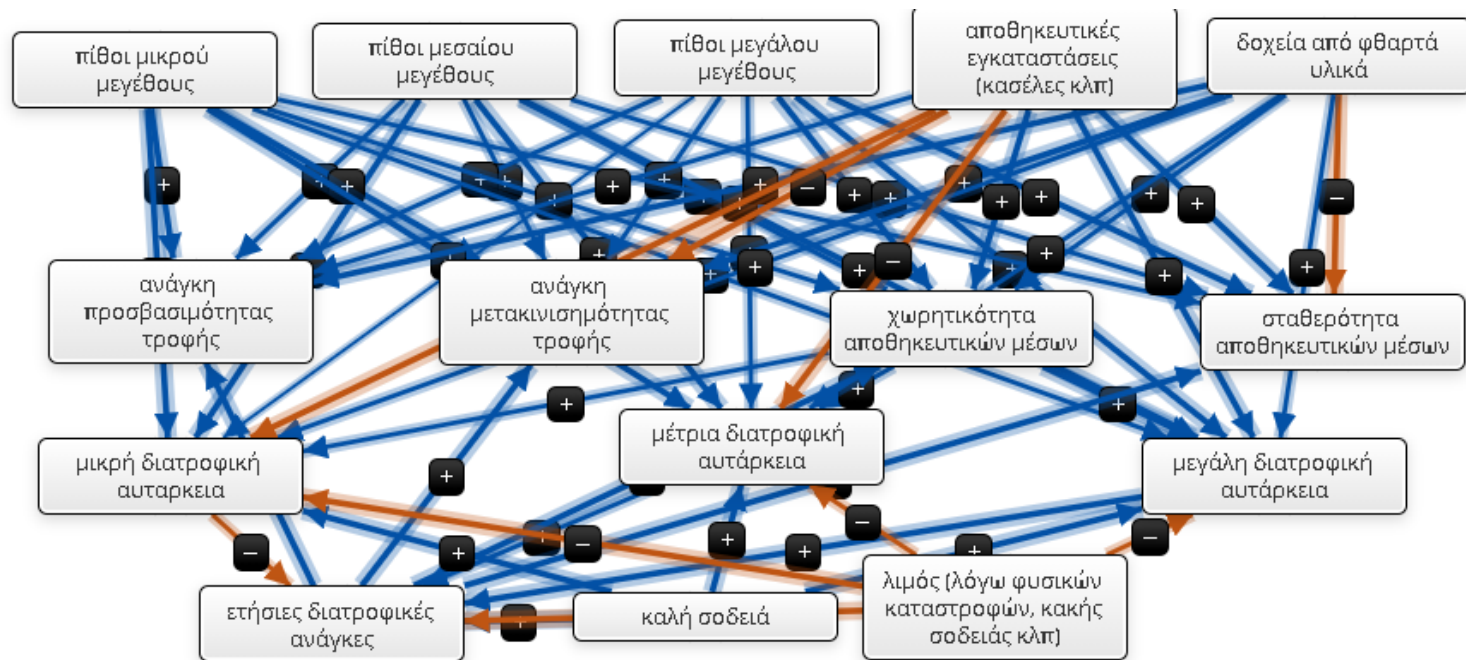 πίθοι μικρού
μεγέθους
πίθοι μεσαίου
μεγέθους
πίθοι μεγάλου
μεγέθους
αποθηκευτικές
εγκαταστάσεις
(κασέλες κλπ)
δοχεία από φθαρτά
υλικά
ανάγκη
προσβασιμότητας
τροφής
ανάγκη
μετακινισημότητας
τροφής
χωρητικότητα
αποθηκευτικών μέσων
σταθερότητα
αποθηκευτικών μέσων
μικρή διατροφική
αυταρκεια
μέτρια διατροφική
αυτάρκεια
μεγάλη διατροφική
αυτάρκεια
ετήσιες διατροφικές
ανάγκες
καλή σοδειά
λιμός (λόγω φυσικών
καταστροφών, κακής
σοδειάς κλπ)